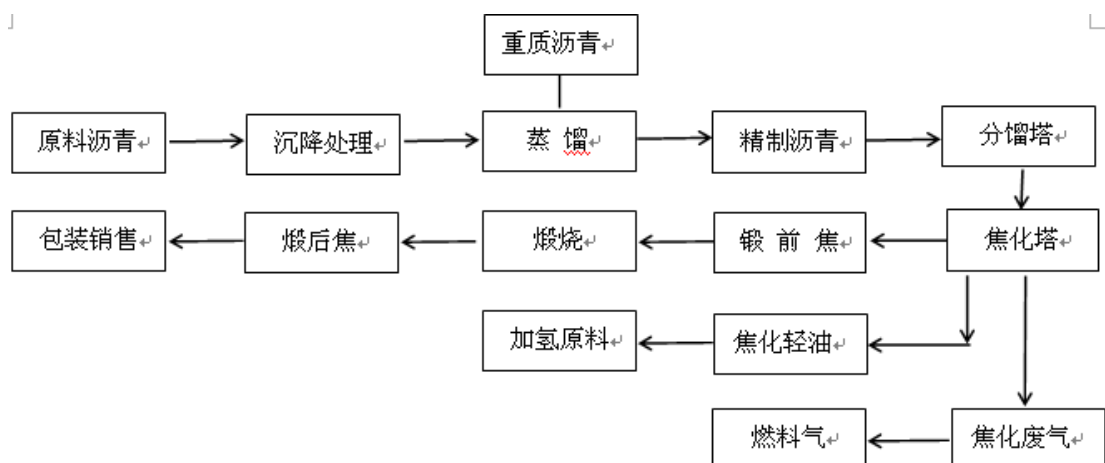 重质沥青
原料沥青
沉降处理
蒸 馏
精制沥青
分馏塔
包装销售
煅后焦
煅烧
锻 前 焦
焦化塔
加氢原料
焦化轻油
燃料气
焦化废气